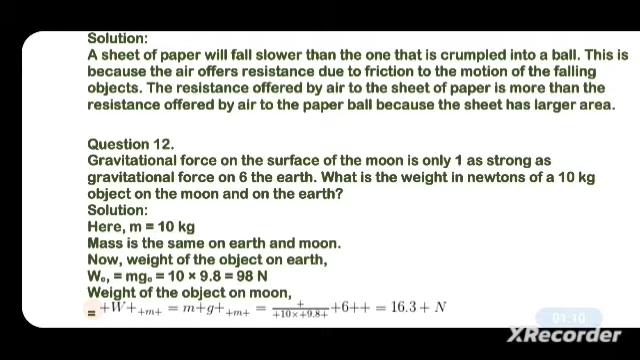 Solution:
A sheet of paper will fall slower than the one that is crumpled into a ball. This is
because the air offers resistance due to friction to the motion of the falling
objects. The resistance offered by air to the sheet of paper is more than the
resistance offered by air to the paper ball because the sheet has larger area.
Question 12.
Gravitational force on the surface of the moon is only 1 as strong as
gravitational force on 6 the earth. What is the weight in newtons of a 10 kg
object on the moon and on the earth?
Solution:
Here, m = 10 kg
Mass is the same on earth and moon.
Now, weight of the object on earth,
Wₑ, = mgₑ = 10 × 9.8 = 98 N
Weight of the object on moon,
= +W+ +m+ = m+g+ +m+ = + / +10×+9.8+ +6++ = 16.3 + N
01:10
XRecorder